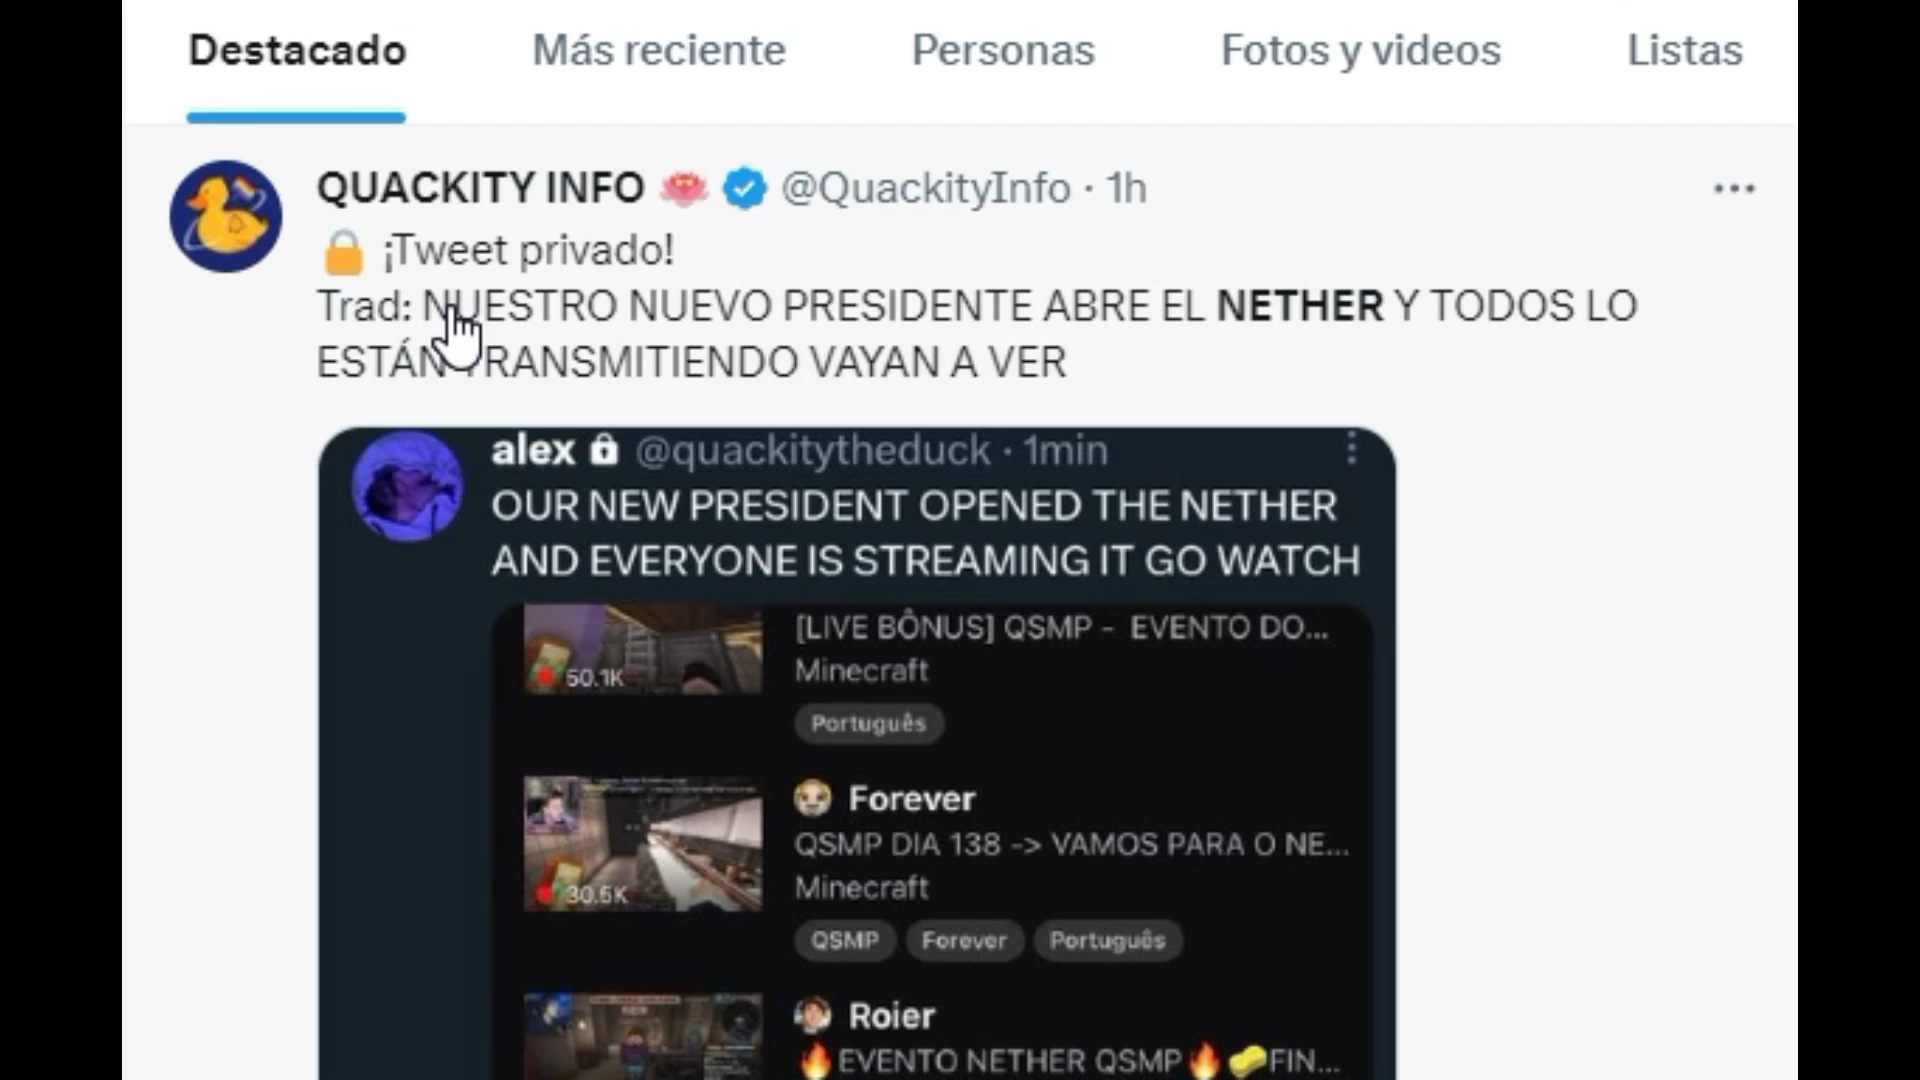 Destacado Más reciente Personas Fotos y videos Listas
QUACKITY INFO @QuackityInfo · 1h
¡Tweet privado!
Trad: NUESTRO NUEVO PRESIDENTE ABRE EL NETHER Y TODOS LO
ESTÁN TRANSMITIENDO VAYAN A VER
alex @quackitytheduck · 1min
OUR NEW PRESIDENT OPENED THE NETHER
AND EVERYONE IS STREAMING IT GO WATCH
[LIVE BÔNUS] QSMP - EVENTO DO...
50.1K
Minecraft
Português
Forever
QSMP DIA 138 -> VAMOS PARA O NE...
30.5K
Minecraft
QSMP Forever Português
Roier
EVENTO NETHER QSMP FIN...